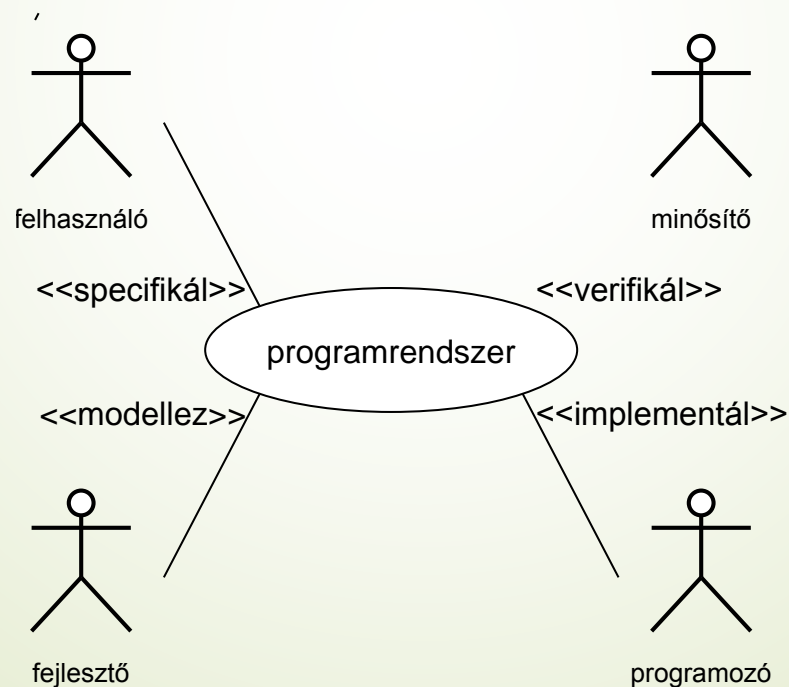 felhasználó
minősítő
<<specifikál>>
<<verifikál>>
programrendszer
<<modellez>>
<<implementál>>
fejlesztő
programozó